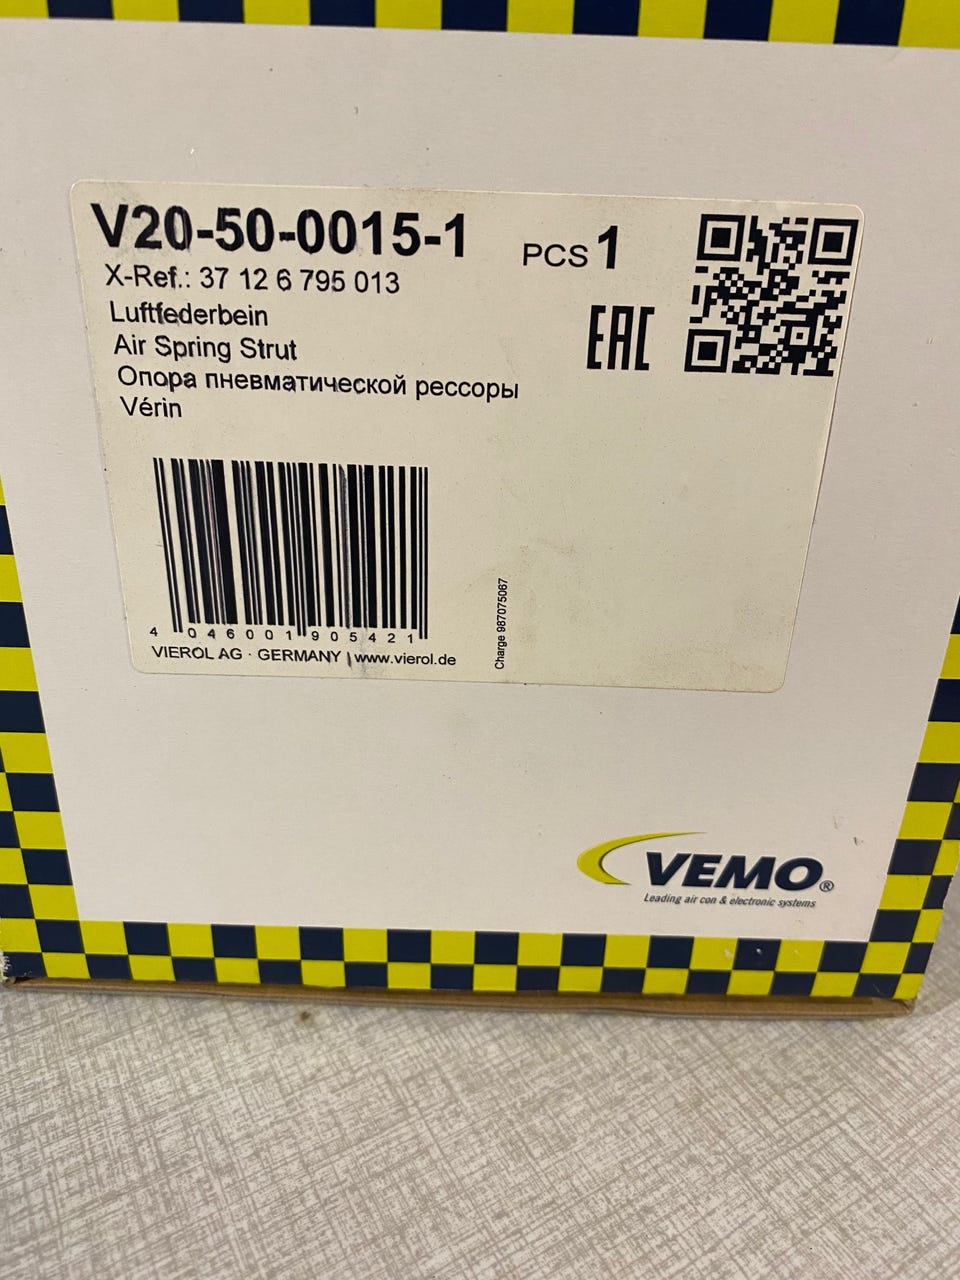 V20-50-0015-1
PCS 1
X-Ref.: 37 12 6 795 013
Luftfederbein
Air Spring Strut
Опора пневматической рессоры
Vérin
EAC
4 046001 905421
VIEROL AG · GERMANY | www.vierol.de
Charge 987075067
VEMO®
Leading air con & electronic systems